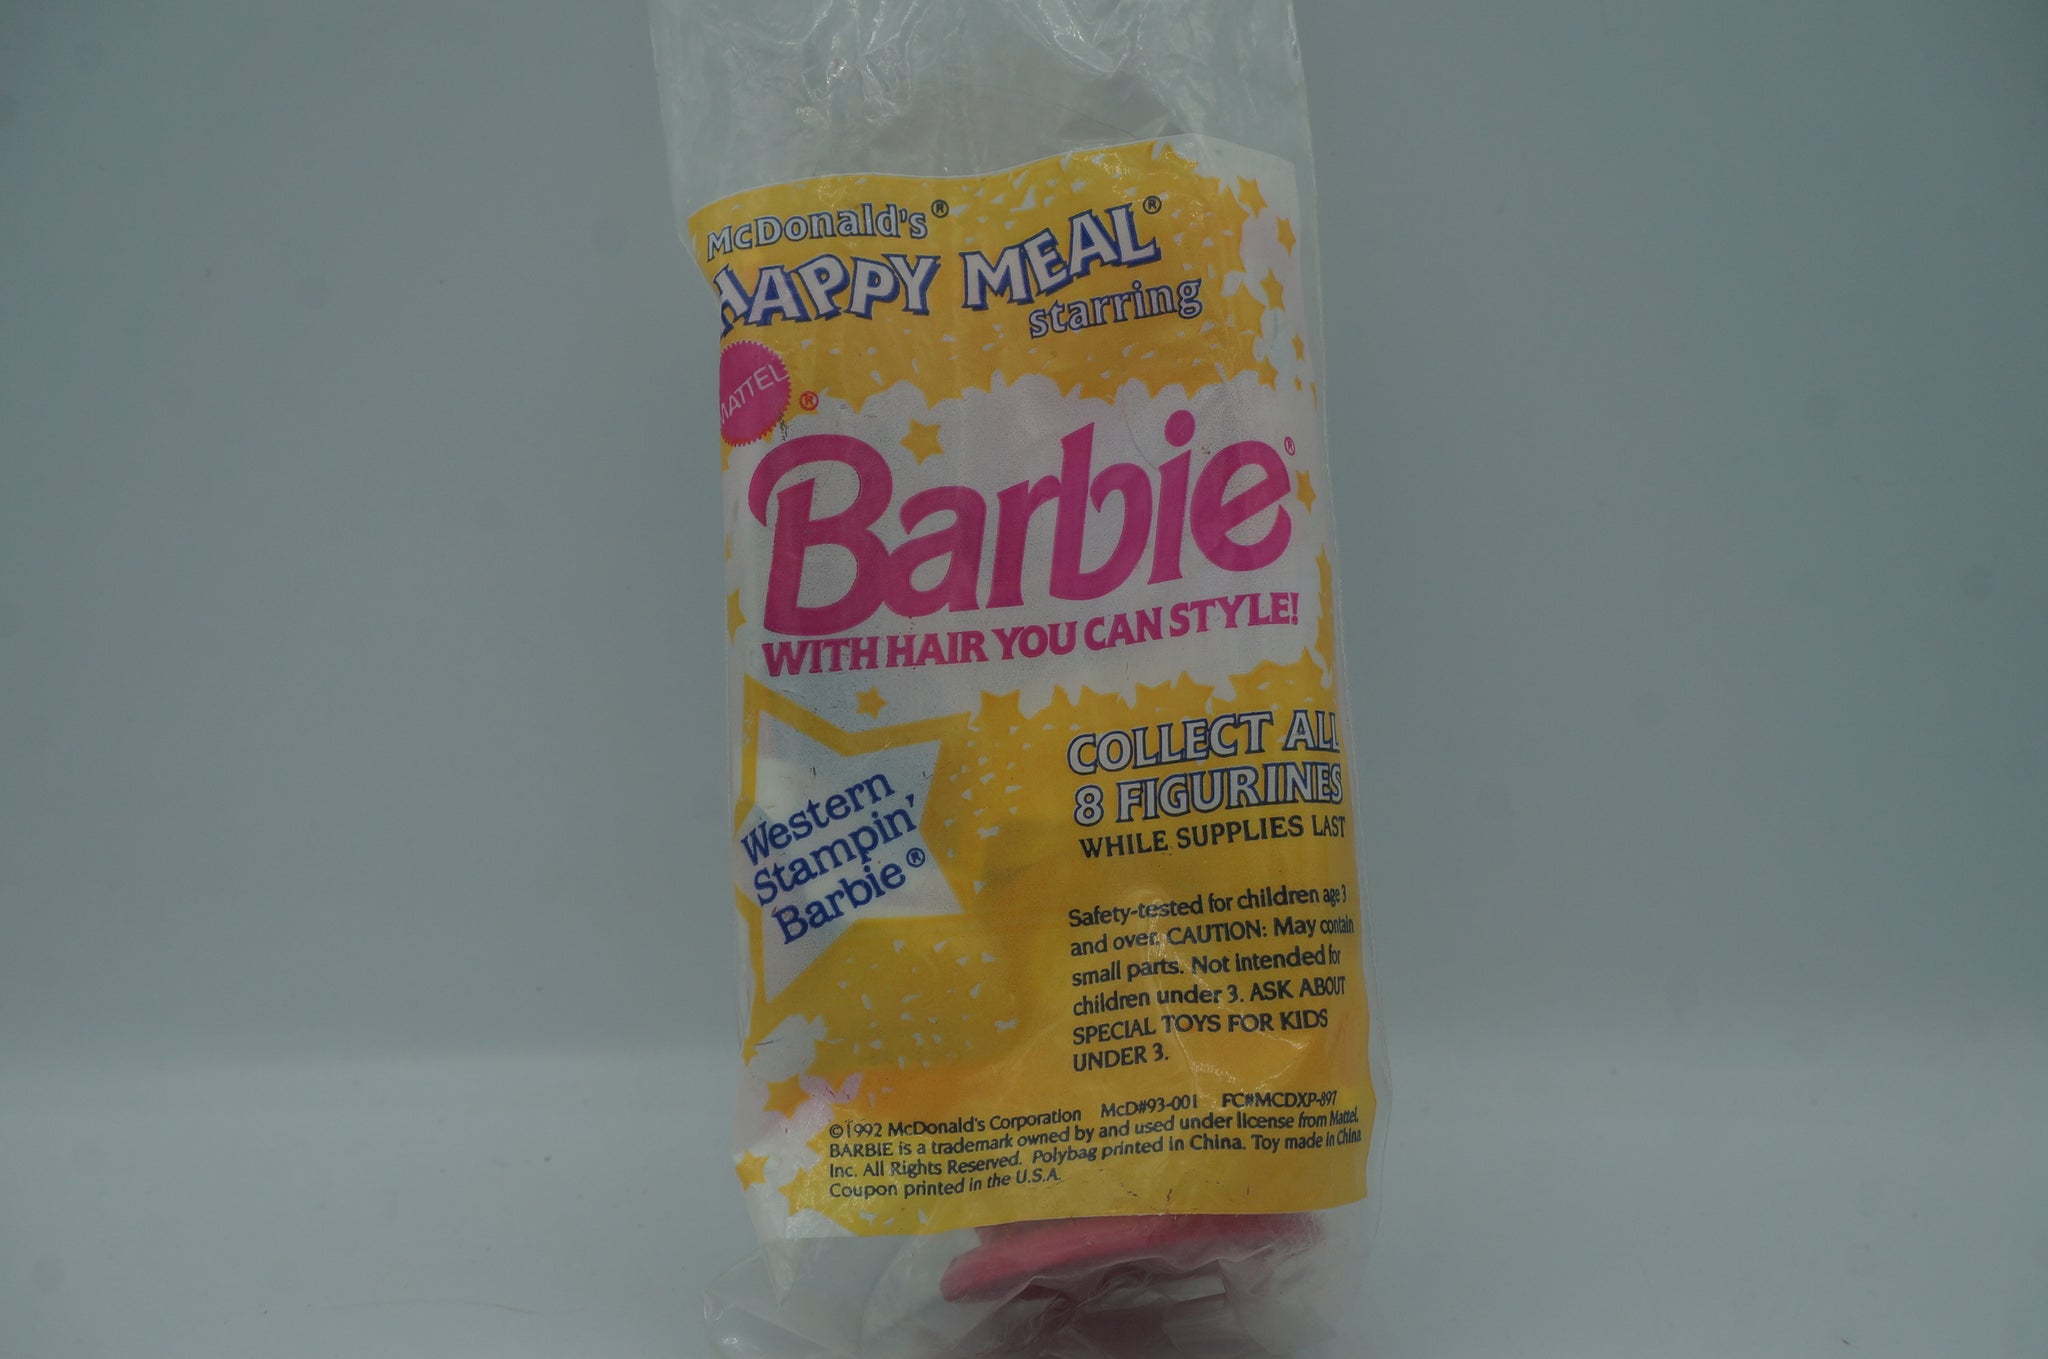 McDonald's®
HAPPY MEAL®
starring
MATTEL
®
Barbie®
WITH HAIR YOU CAN STYLE!
Western
Stampin'
Barbie®
COLLECT ALL
8 FIGURINES
WHILE SUPPLIES LAST
Safety-tested for children age 3
and over. CAUTION: May contain
small parts. Not intended for
children under 3. ASK ABOUT
SPECIAL TOYS FOR KIDS
UNDER 3.
©1992 McDonald's Corporation McD#93-001 FC#MCDXP-897
BARBIE is a trademark owned by and used under license from Mattel,
Inc. All Rights Reserved. Polybag printed in China. Toy made in China
Coupon printed in the U.S.A.